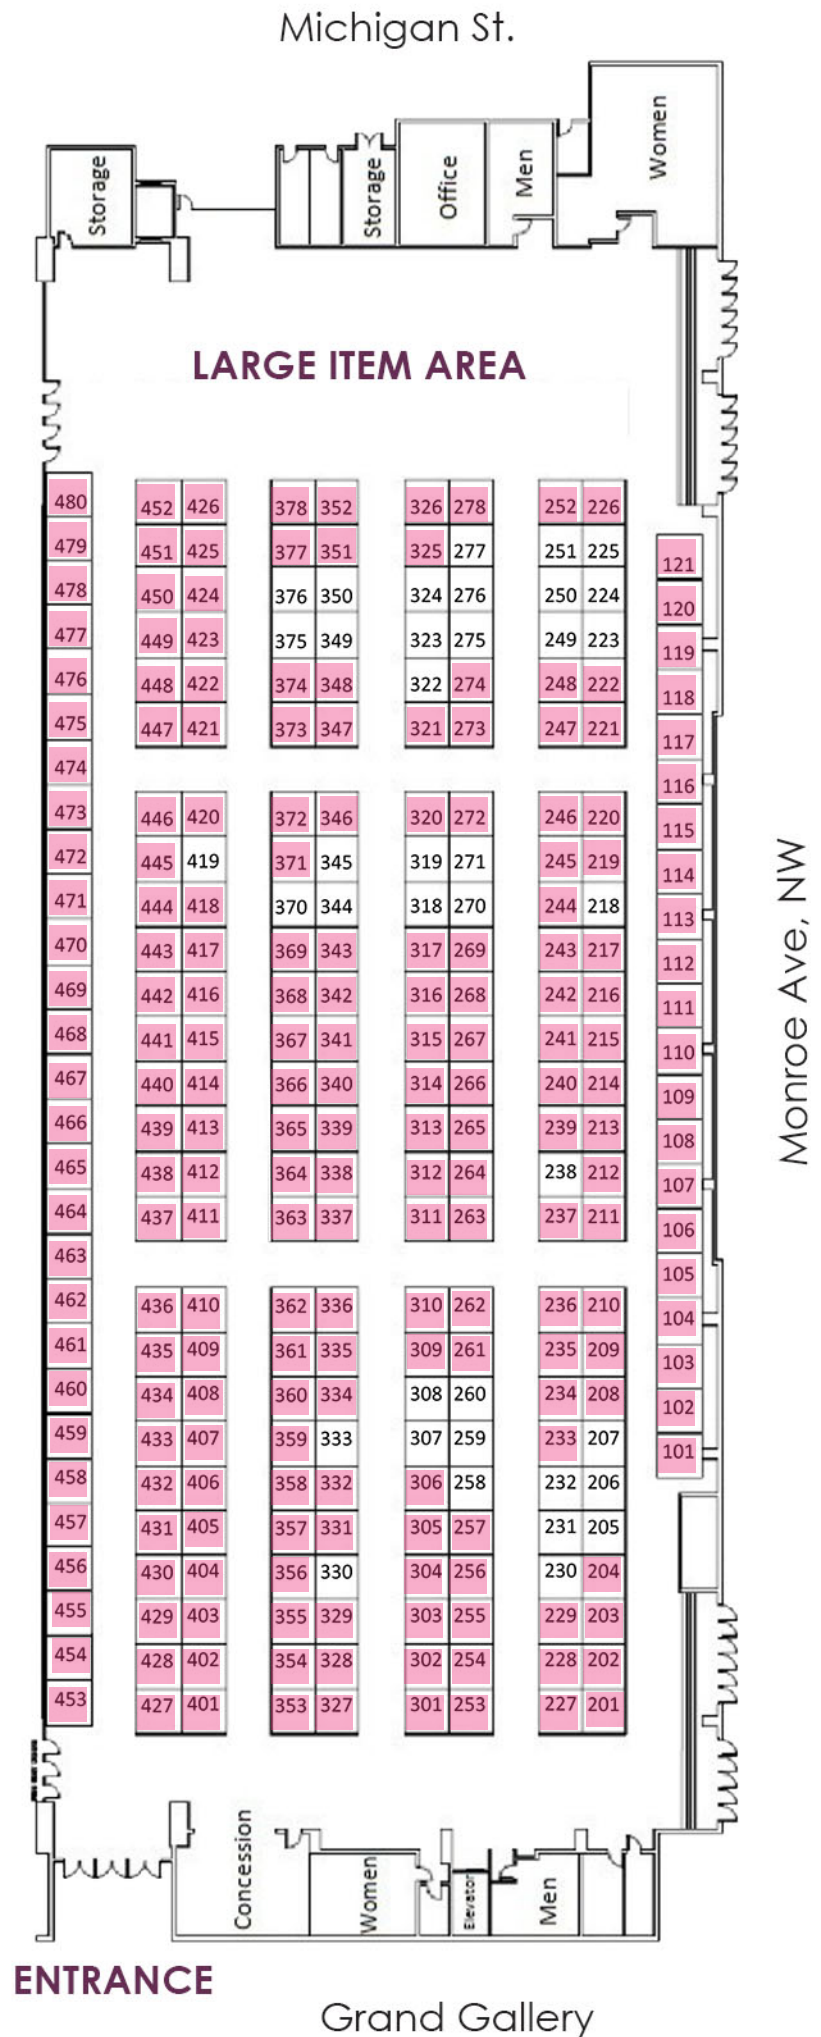 Michigan St.
Women
Storage
Storage
Office
Men
LARGE ITEM AREA
480
452 426 378 352 326 278 252 226
479
451 425 377 351 325 277 251 225
121
478
450 424 376 350 324 276 250 224
120
477
449 423 375 349 323 275 249 223
119
476
448 422 374 348 322 274 248 222
118
475
447 421 373 347 321 273 247 221
117
474
116
473
446 420 372 346 320 272 246 220
115
472
445 419 371 345 319 271 245 219
114
471
444 418 370 344 318 270 244 218
113
470
443 417 369 343 317 269 243 217
112
469
442 416 368 342 316 268 242 216
111
468
441 415 367 341 315 267 241 215
110
467
440 414 366 340 314 266 240 214
109
466
439 413 365 339 313 265 239 213
108
465
438 412 364 338 312 264 238 212
107
464
437 411 363 337 311 263 237 211
106
463
105
462
436 410 362 336 310 262 236 210
104
461
435 409 361 335 309 261 235 209
103
460
434 408 360 334 308 260 234 208
102
459
433 407 359 333 307 259 233 207
101
458
432 406 358 332 306 258 232 206
457
431 405 357 331 305 257 231 205
456
430 404 356 330 304 256 230 204
455
429 403 355 329 303 255 229 203
454
428 402 354 328 302 254 228 202
453
427 401 353 327 301 253 227 201
Monroe Ave, NW
Concession
Women
Elevator
Men
ENTRANCE
Grand Gallery